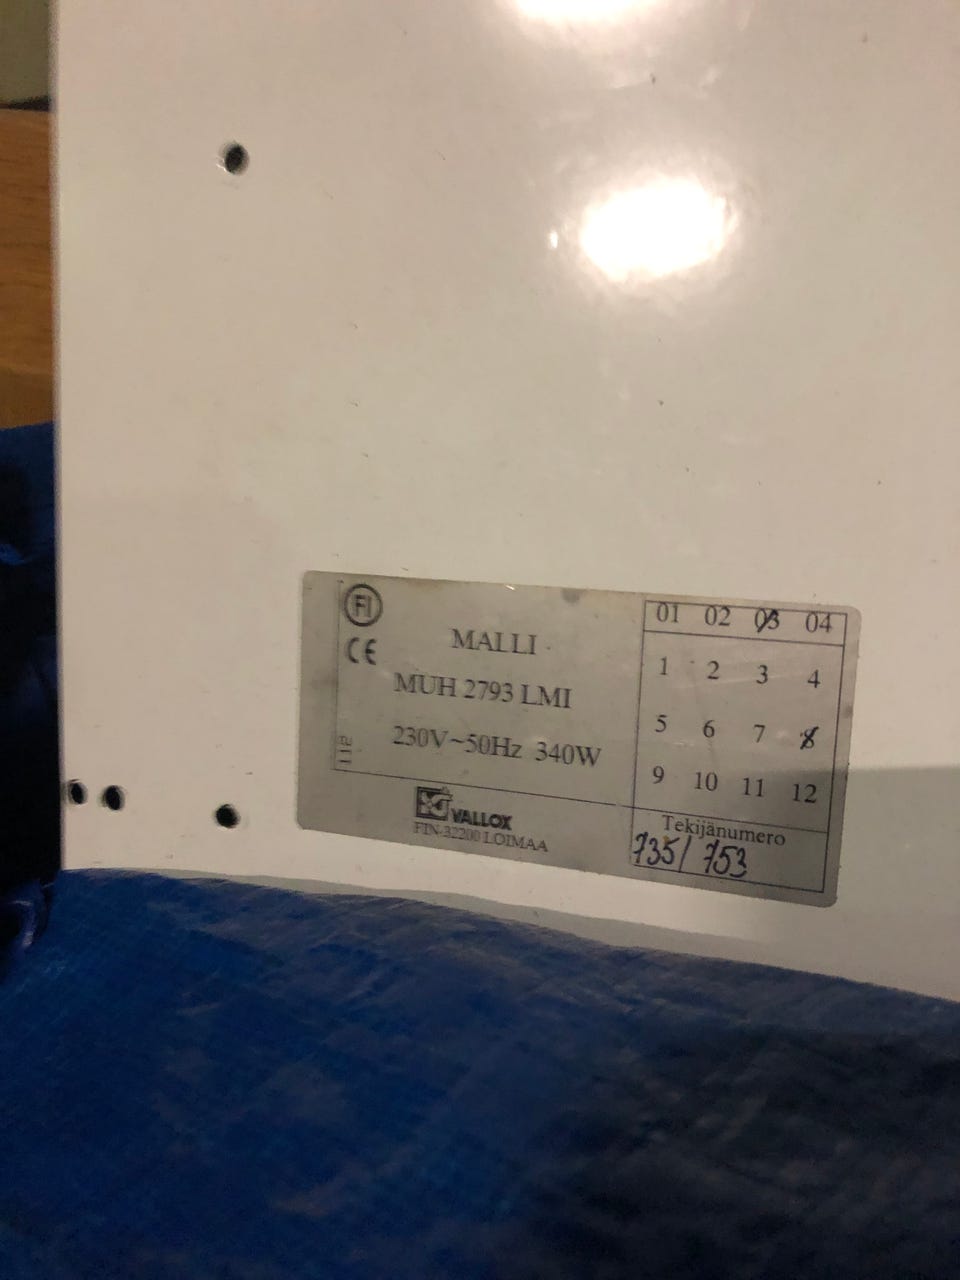 FI
CE
MALLI
MUH 2793 LMI
230V~50Hz 340W
VALLOX
FIN-32200 LOIMAA
01 02 03 04
1 2 3 4
5 6 7 8
9 10 11 12
Tekijänumero
735/753